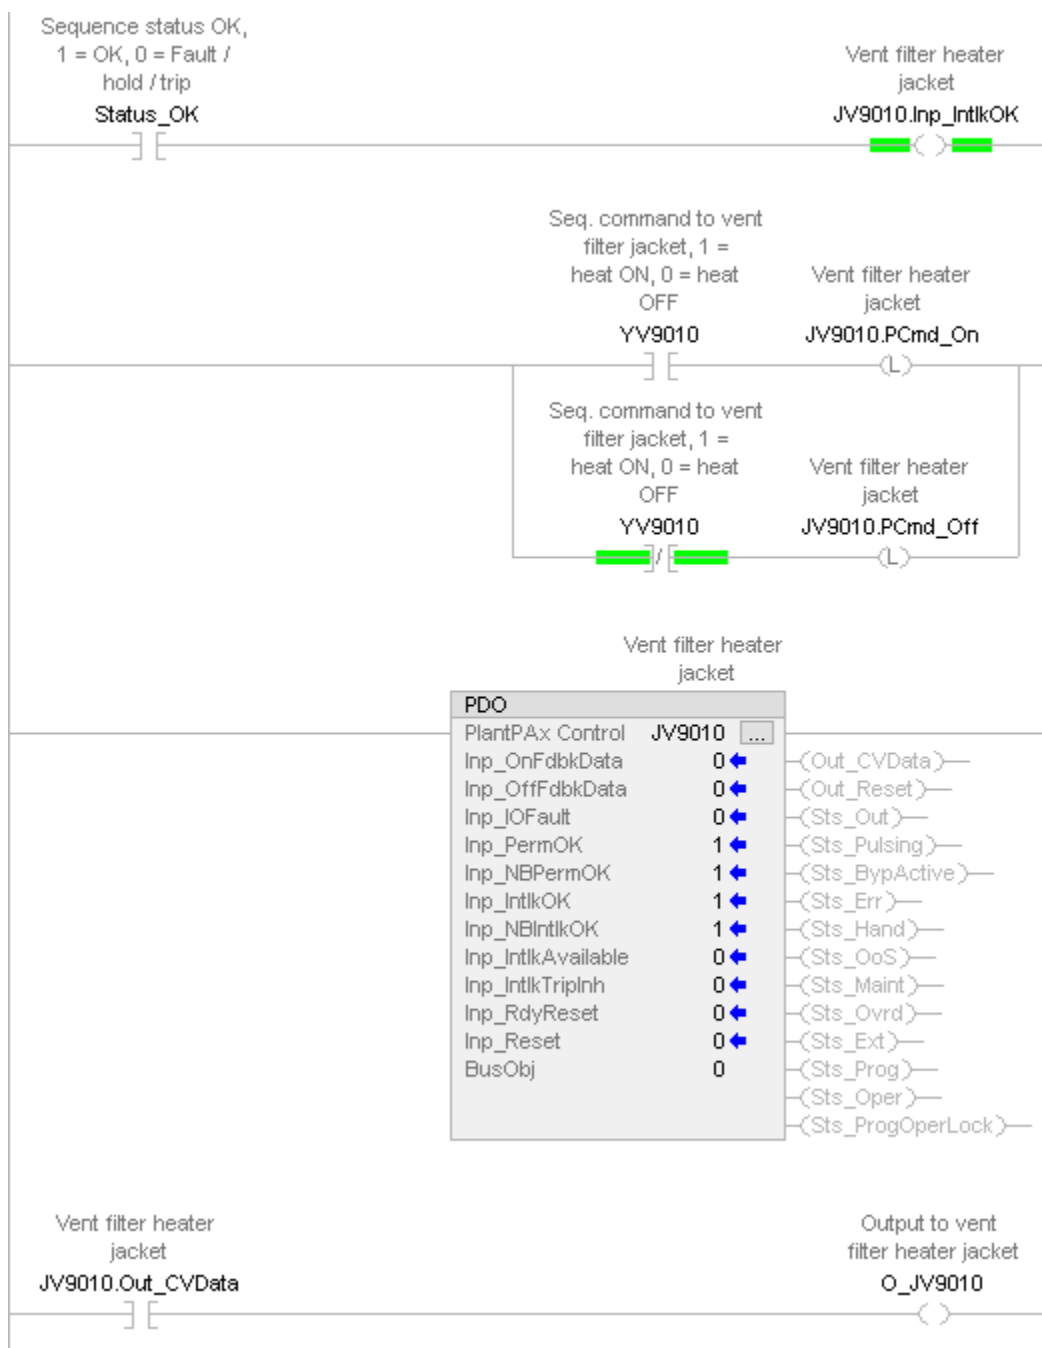 Sequence status OK,
1 = OK, 0 = Fault /
hold / trip
Status_OK
Vent filter heater
jacket
JV9010.Inp_IntlkOK
Seq. command to vent
filter jacket, 1 =
heat ON, 0 = heat
OFF
YV9010
Vent filter heater
jacket
JV9010.PCmd_On
L
Seq. command to vent
filter jacket, 1 =
heat ON, 0 = heat
OFF
YV9010
Vent filter heater
jacket
JV9010.PCmd_Off
/
L
Vent filter heater
jacket
PDO
PlantPAx Control JV9010 ...
Inp_OnFdbkData 0 Out_CVData
Inp_OffFdbkData 0 Out_Reset
Inp_IOFault 0 Sts_Out
Inp_PermOK 1 Sts_Pulsing
Inp_NBPermOK 1 Sts_BypActive
Inp_IntlkOK 1 Sts_Err
Inp_NBIntlkOK 1 Sts_Hand
Inp_IntlkAvailable 0 Sts_OoS
Inp_IntlkTripInh 0 Sts_Maint
Inp_RdyReset 0 Sts_Ovrd
Inp_Reset 0 Sts_Ext
BusObj 0 Sts_Prog
Sts_Oper
Sts_ProgOperLock
Vent filter heater
jacket
JV9010.Out_CVData
Output to vent
filter heater jacket
O_JV9010